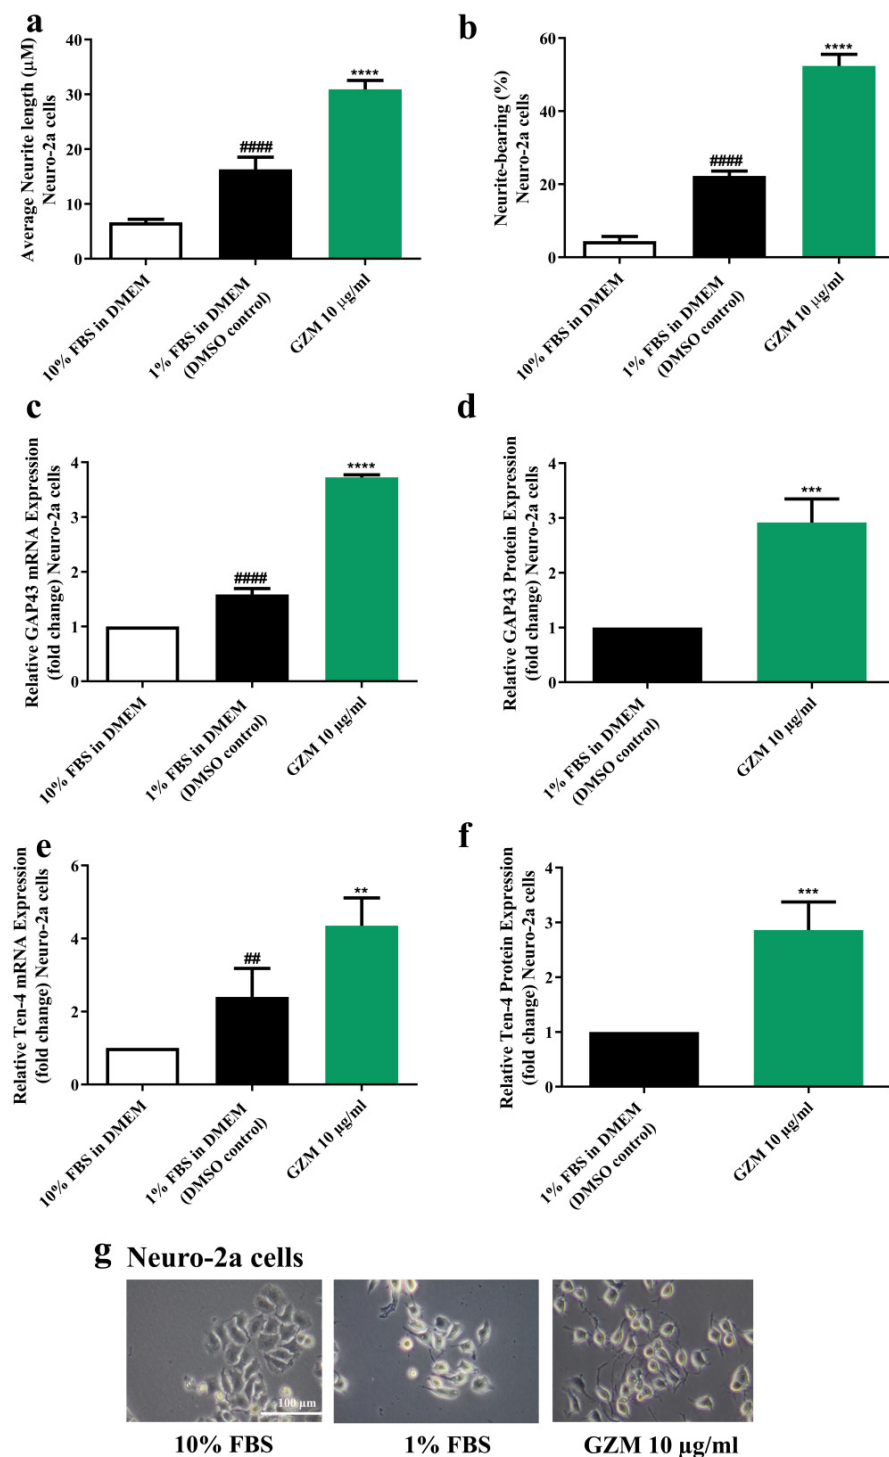 a
Average Neurite length (µM)
Neuro-2a cells
40
30
20
10
0
####
****
10% FBS in DMEM
1% FBS in DMEM
(DMSO control)
GZM 10 µg/ml
b
Neurite-bearing (%)
Neuro-2a cells
60
40
20
0
####
****
10% FBS in DMEM
1% FBS in DMEM
(DMSO control)
GZM 10 µg/ml
c
Relative GAP43 mRNA Expression
(fold change) Neuro-2a cells
4
3
2
1
0
####
****
10% FBS in DMEM
1% FBS in DMEM
(DMSO control)
GZM 10 µg/ml
d
Relative GAP43 Protein Expression
(fold change) Neuro-2a cells
4
3
2
1
0
***
1% FBS in DMEM
(DMSO control)
GZM 10 µg/ml
e
Relative Ten-4 mRNA Expression
(fold change) Neuro-2a cells
6
4
2
0
##
**
10% FBS in DMEM
1% FBS in DMEM
(DMSO control)
GZM 10 µg/ml
f
Relative Ten-4 Protein Expression
(fold change) Neuro-2a cells
4
3
2
1
0
***
1% FBS in DMEM
(DMSO control)
GZM 10 µg/ml
g Neuro-2a cells
100 µm
10% FBS
1% FBS
GZM 10 µg/ml